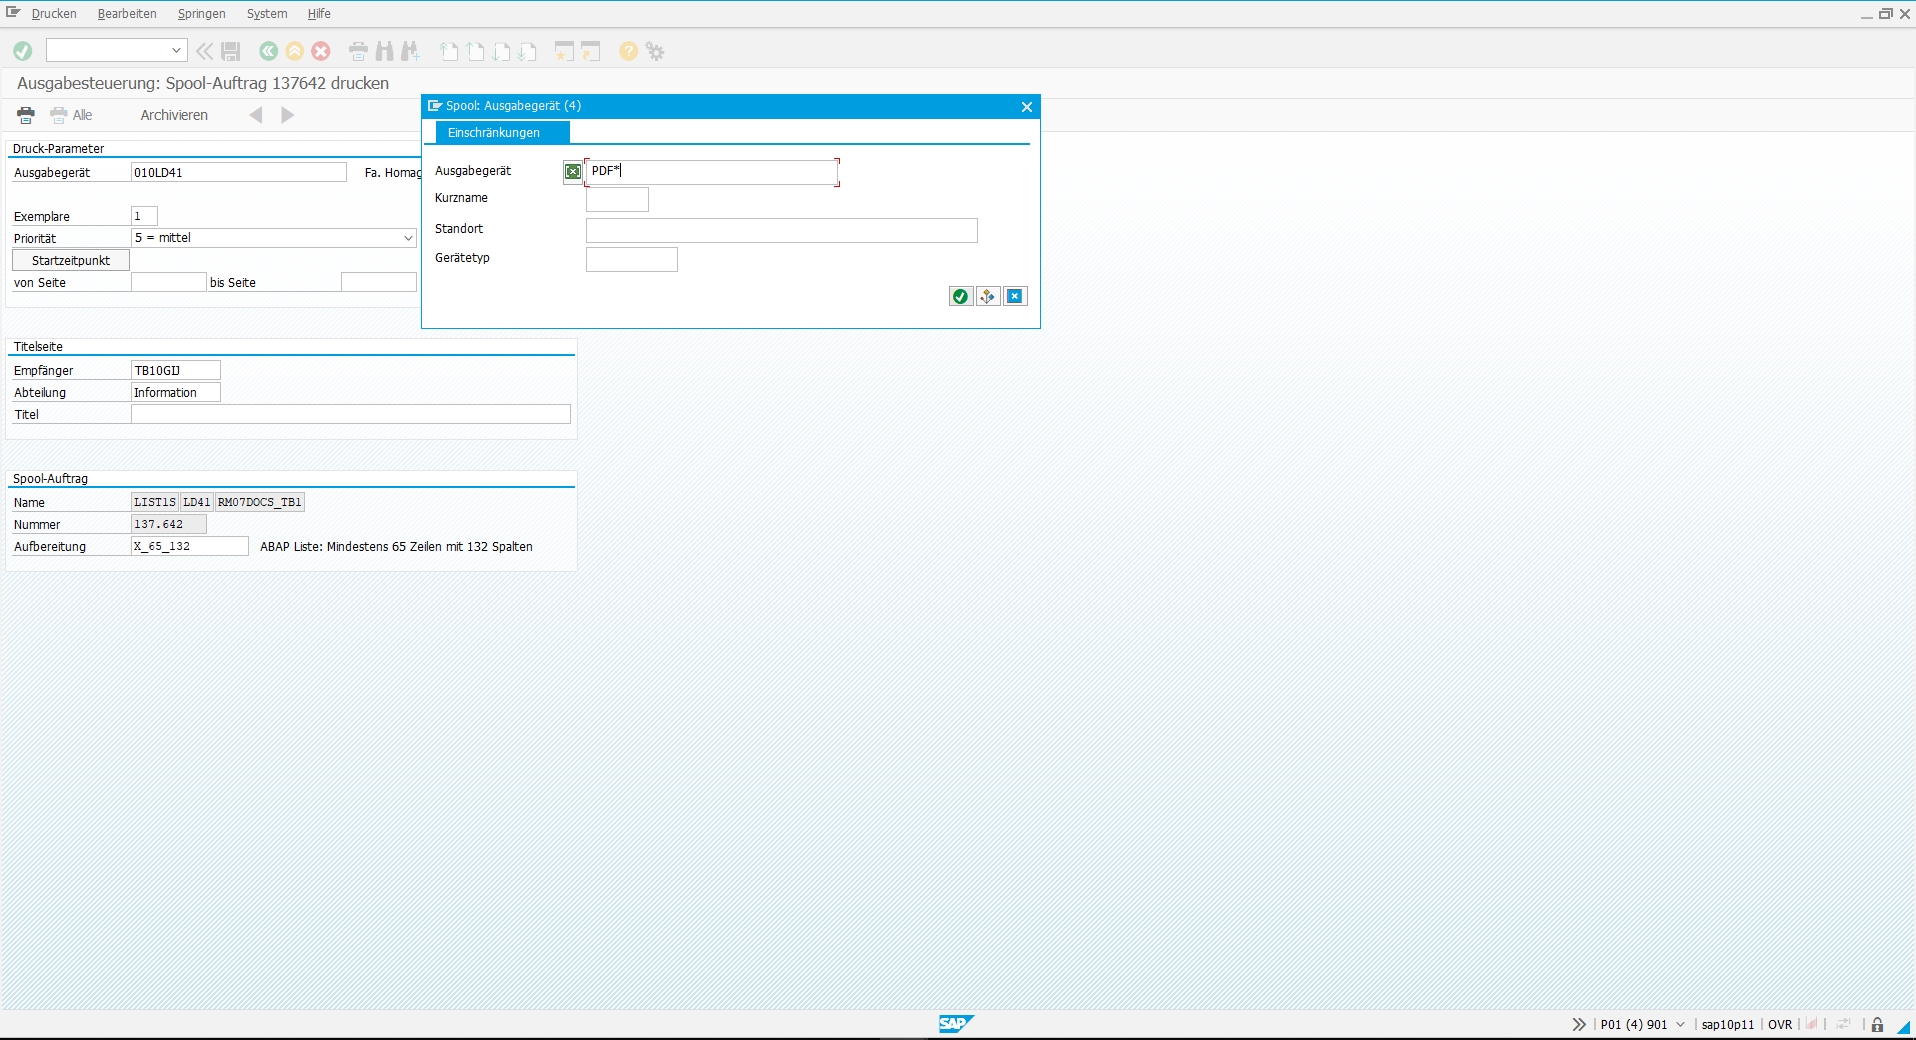 Drucken Bearbeiten Springen System Hilfe
Ausgabesteuerung: Spool-Auftrag 137642 drucken
Alle Archivieren
Spool: Ausgabegerät (4)
Einschränkungen
Ausgabegerät PDF*
Kurzname
Standort
Gerätetyp
Druck-Parameter
Ausgabegerät 010LD41 Fa. Homag
Exemplare 1
Priorität 5 = mittel
Startzeitpunkt
von Seite bis Seite
Titelseite
Empfänger TB10GIJ
Abteilung Information
Titel
Spool-Auftrag
Name LIST1S LD41 RM07DOCS_TB1
Nummer 137.642
Aufbereitung X_65_132 ABAP Liste: Mindestens 65 Zeilen mit 132 Spalten
SAP P01 (4) 901 sap10p11 OVR